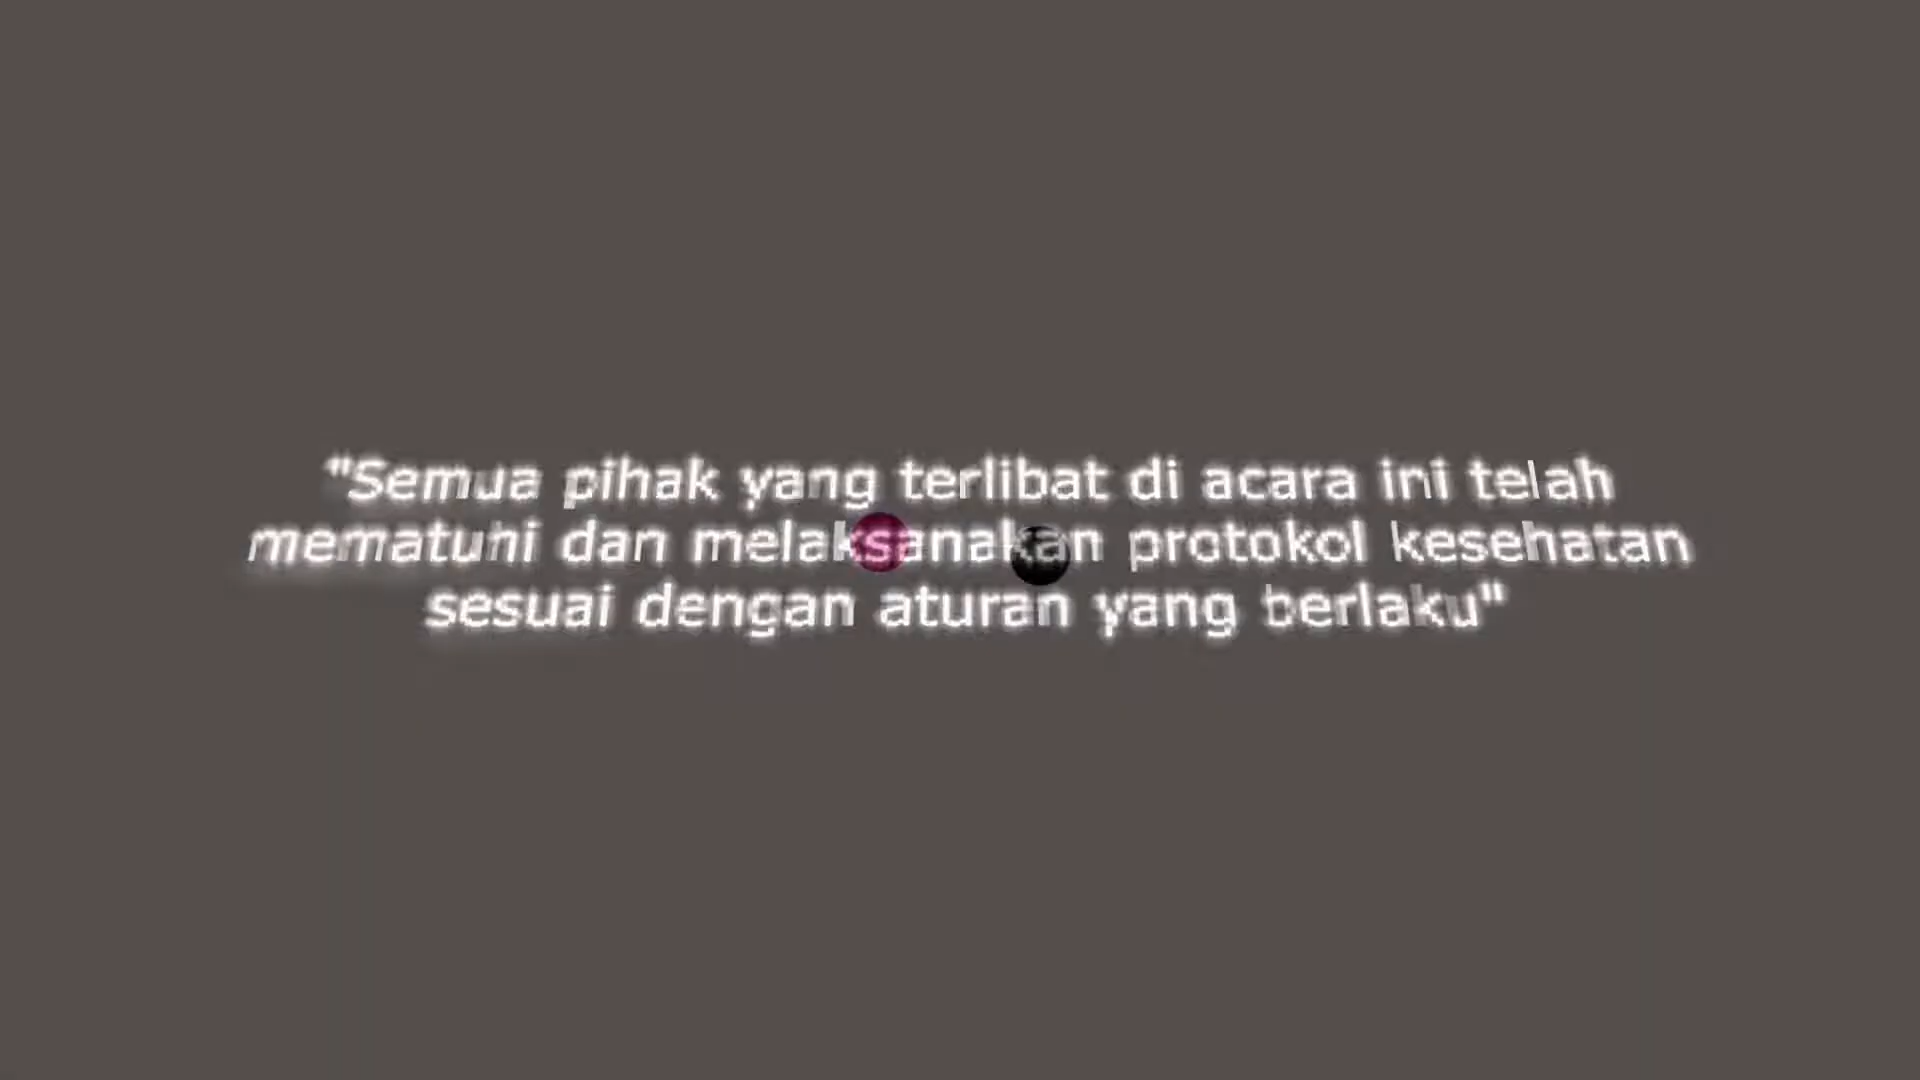 "Semua pihak yang terlibat di acara ini telah
mematuhi dan melaksanakan protokol kesehatan
sesuai dengan aturan yang berlaku"